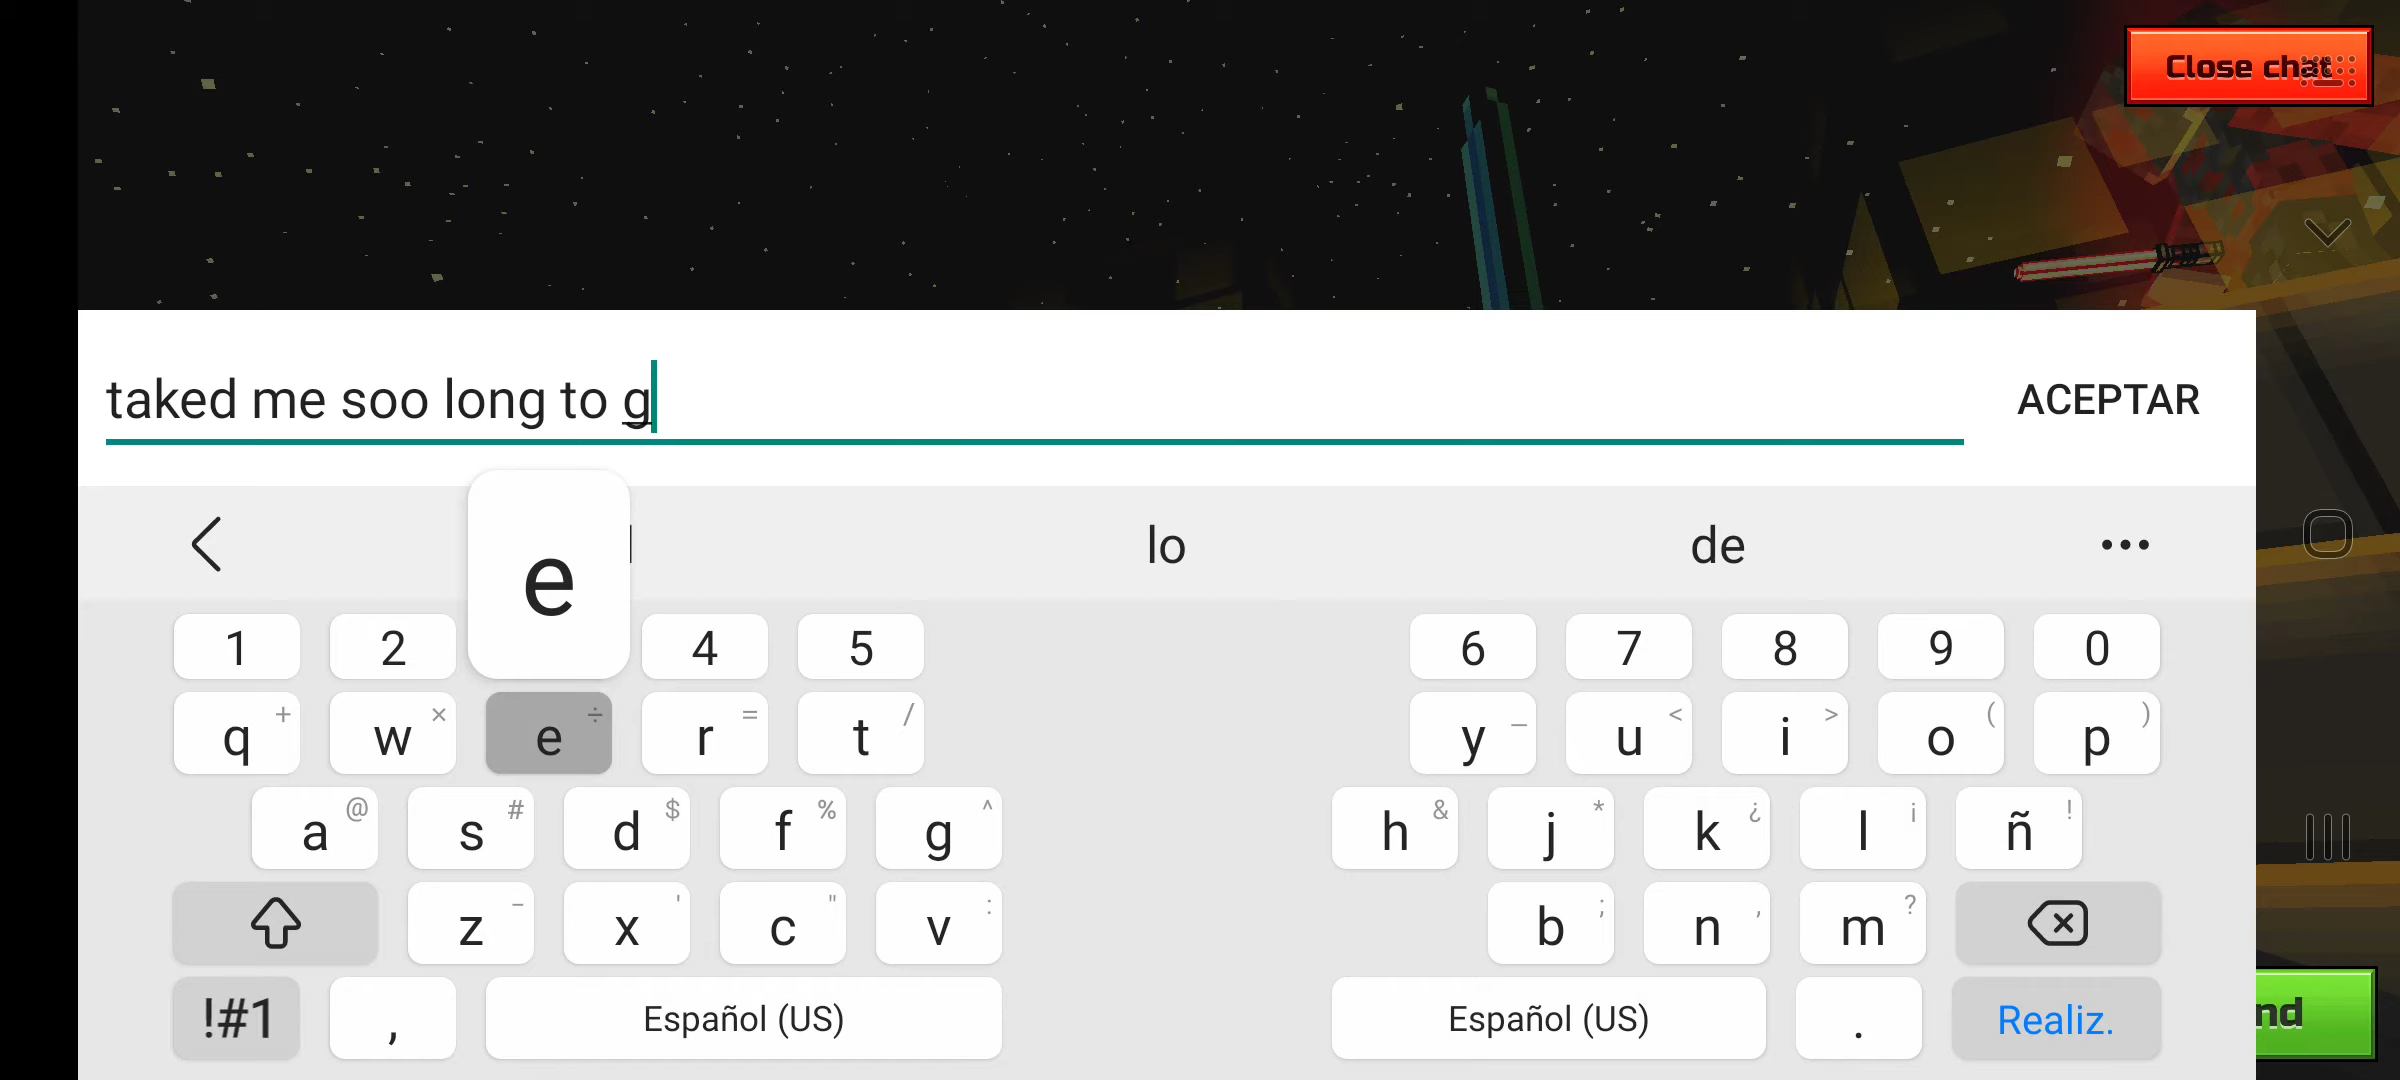 Close chat
taked me soo long to g
ACEPTAR
e
lo
de
1 2 4 5 6 7 8 9 0
q + w × e ÷ r = t / y _ u < i > o ( p )
a @ s # d $ f % g ^ h & j * k ¿ l ¡ ñ !
z - x ' c " v : b ; n , m ?
!#1 , Español (US) Español (US) . Realiz.
nd